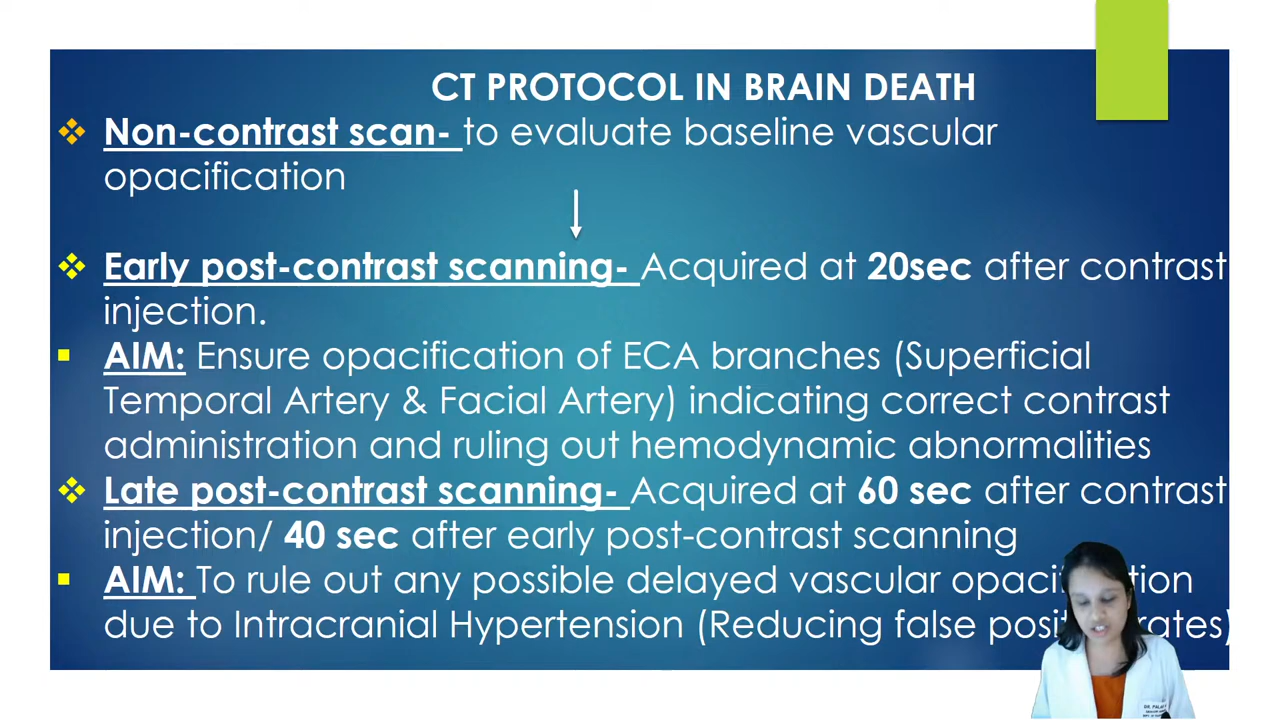 CT PROTOCOL IN BRAIN DEATH
Non-contrast scan- to evaluate baseline vascular
opacification
Early post-contrast scanning- Acquired at 20sec after contrast
injection.
AIM: Ensure opacification of ECA branches (Superficial
Temporal Artery & Facial Artery) indicating correct contrast
administration and ruling out hemodynamic abnormalities
Late post-contrast scanning- Acquired at 60 sec after contrast
injection/ 40 sec after early post-contrast scanning
AIM: To rule out any possible delayed vascular
due to Intracranial Hypertension (Reducing false rates)